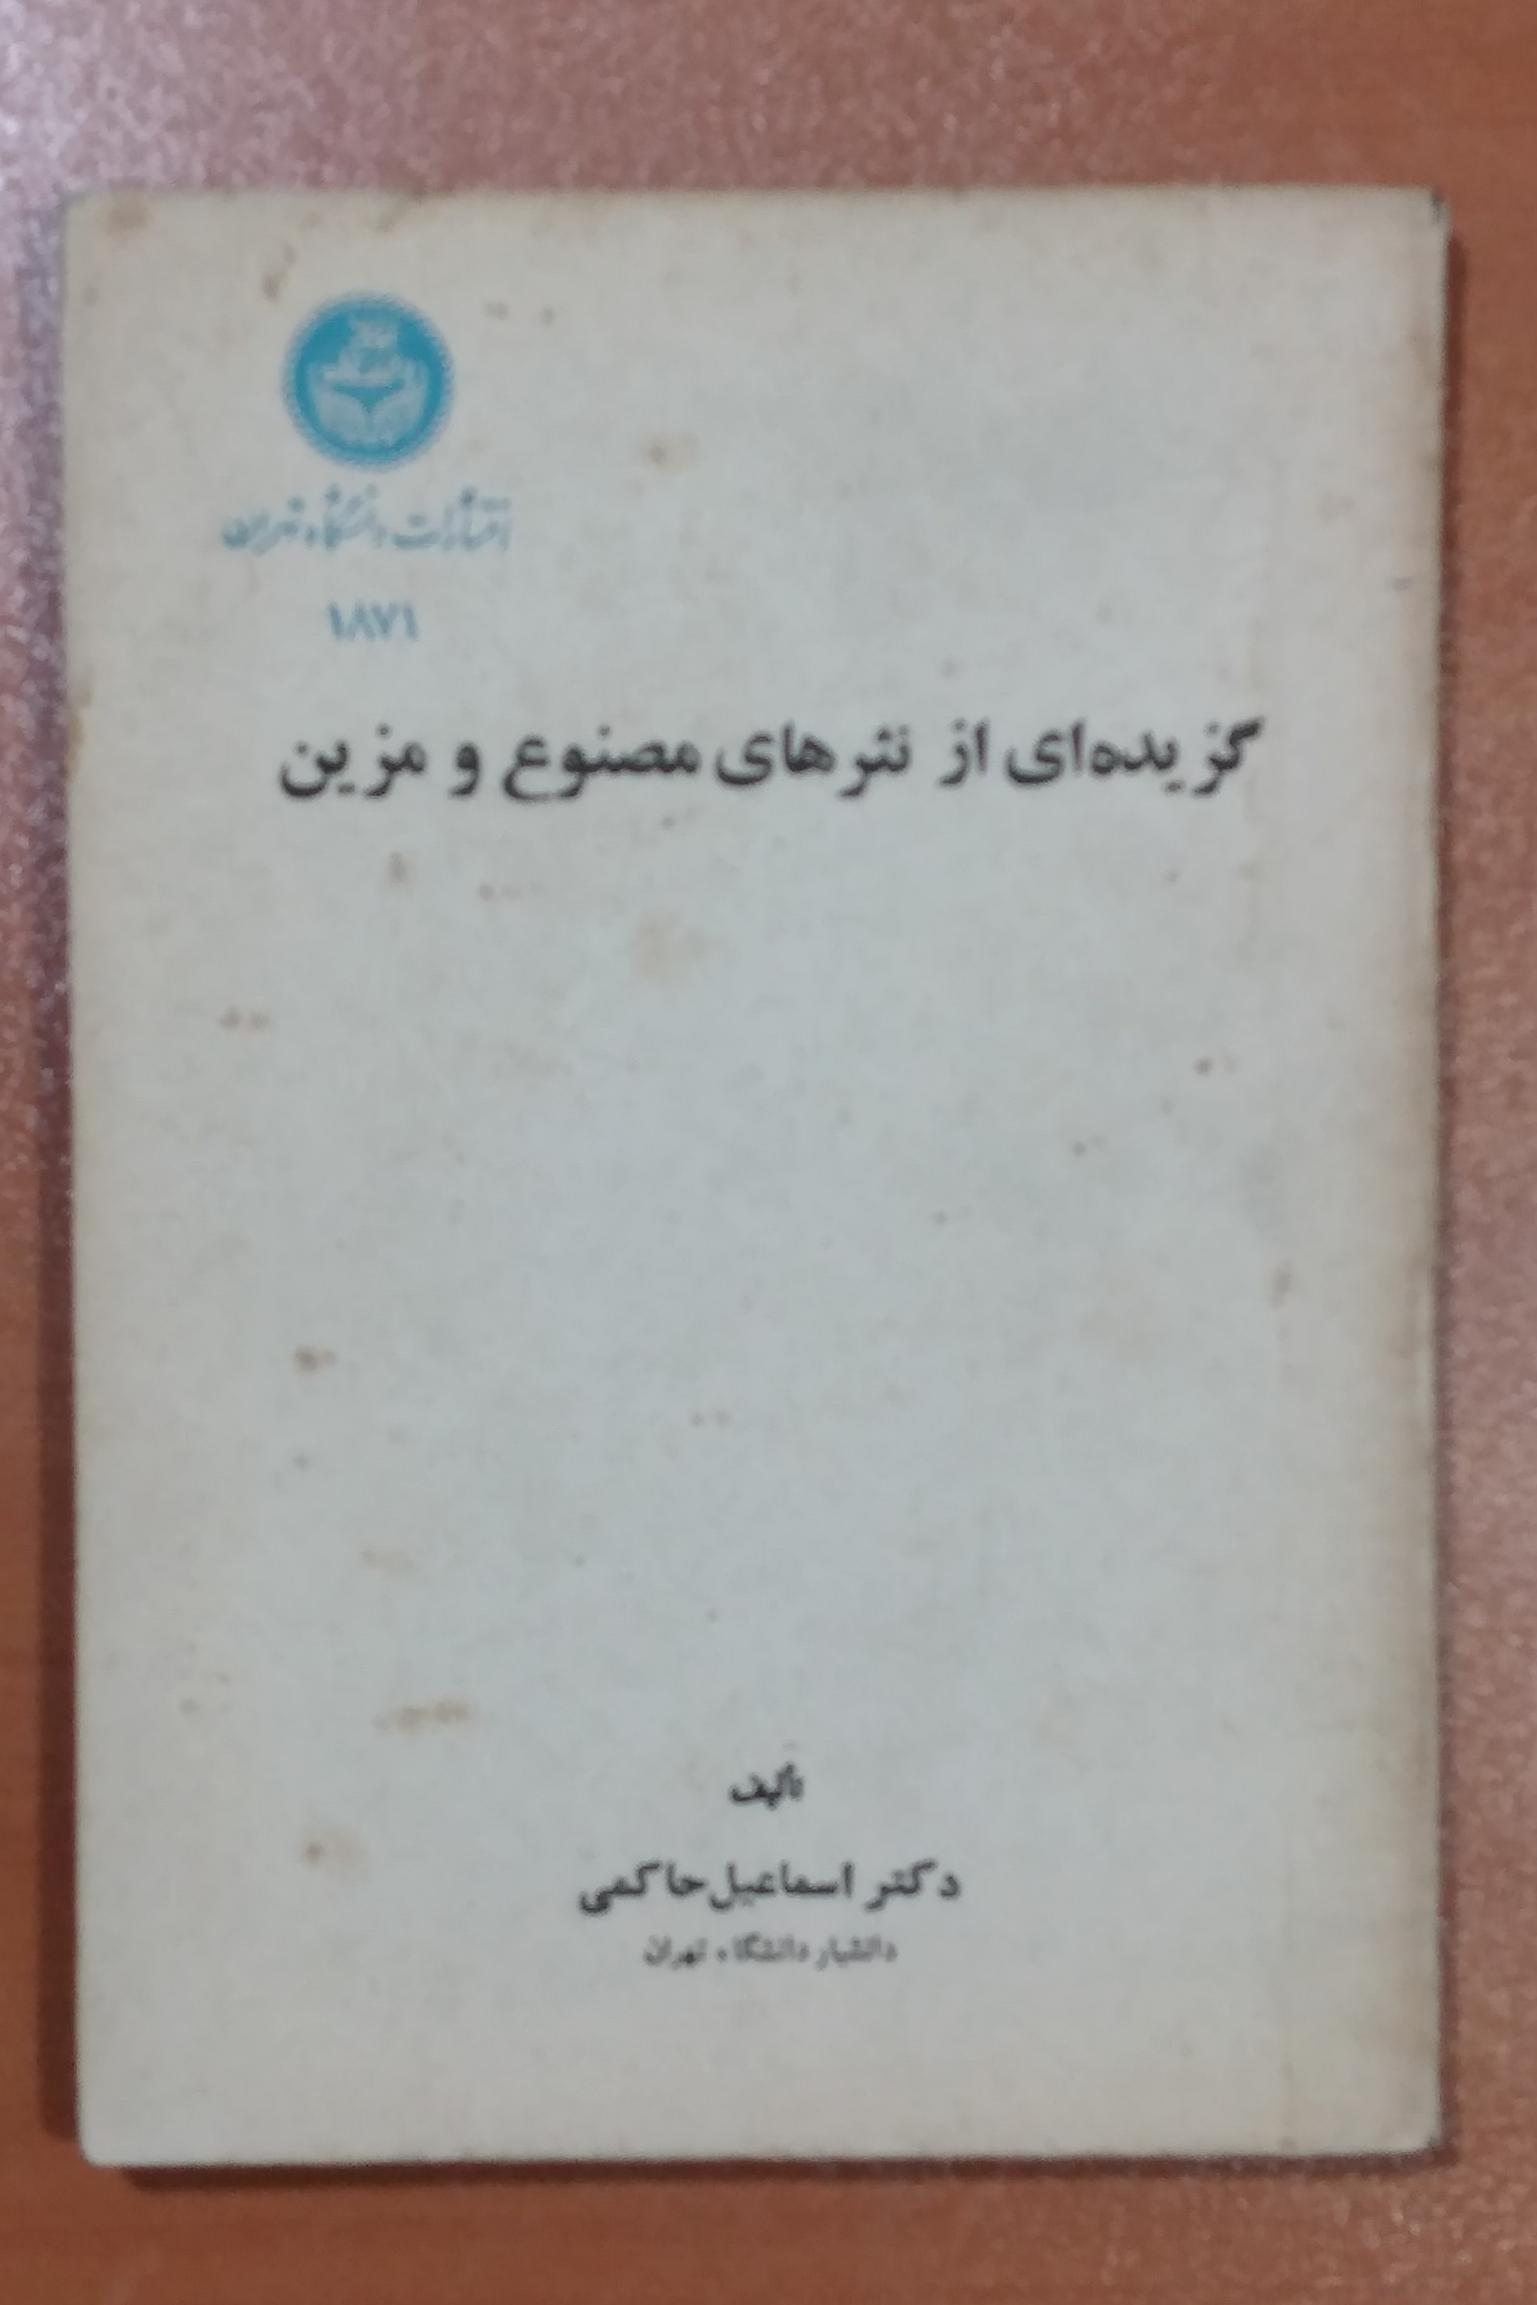 انتشارات دانشگاه تهران
۱۸۷۱
گزیده‌ای از نثرهای مصنوع و مزین
تألیف
دکتر اسماعیل حاکمی
دانشیار دانشگاه تهران